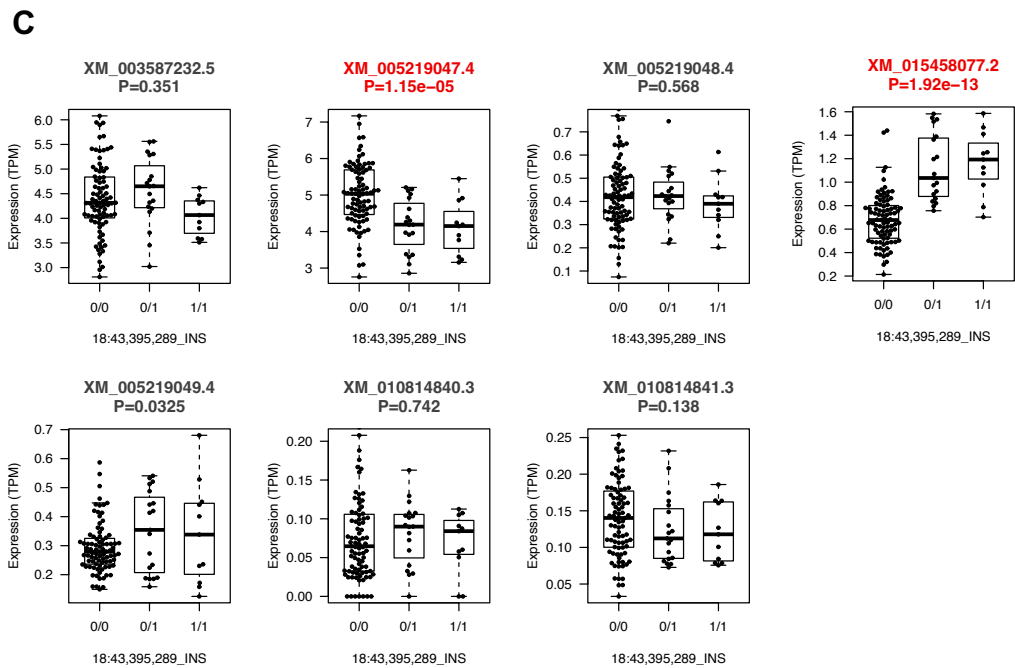 C
XM_003587232.5
P=0.351
Expression (TPM)
6.0
5.5
5.0
4.5
4.0
3.5
3.0
0/0 0/1 1/1
18:43,395,289_INS
XM_005219047.4
P=1.15e−05
Expression (TPM)
7
6
5
4
3
0/0 0/1 1/1
18:43,395,289_INS
XM_005219048.4
P=0.568
Expression (TPM)
0.7
0.6
0.5
0.4
0.3
0.2
0.1
0/0 0/1 1/1
18:43,395,289_INS
XM_015458077.2
P=1.92e−13
Expression (TPM)
1.6
1.4
1.2
1.0
0.8
0.6
0.4
0.2
0/0 0/1 1/1
18:43,395,289_INS
XM_005219049.4
P=0.0325
Expression (TPM)
0.7
0.6
0.5
0.4
0.3
0.2
0/0 0/1 1/1
18:43,395,289_INS
XM_010814840.3
P=0.742
Expression (TPM)
0.20
0.15
0.10
0.05
0.00
0/0 0/1 1/1
18:43,395,289_INS
XM_010814841.3
P=0.138
Expression (TPM)
0.25
0.20
0.15
0.10
0.05
0/0 0/1 1/1
18:43,395,289_INS